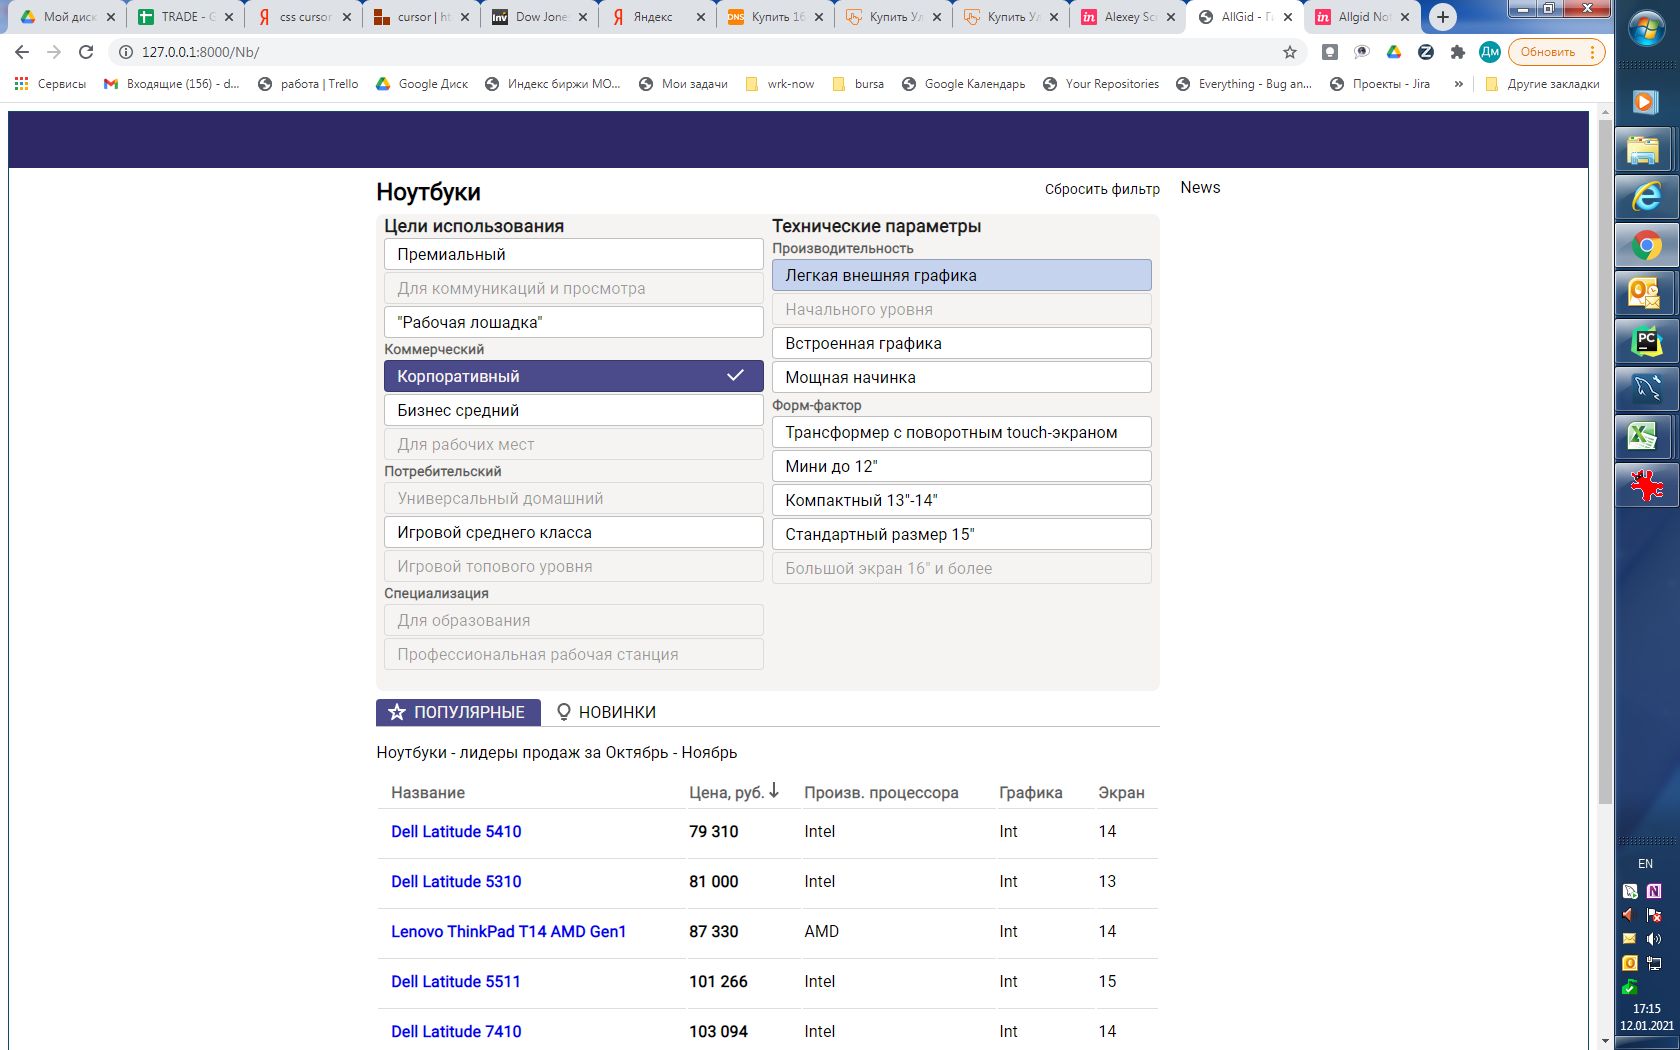 Мой диск
TRADE - G
css cursor
cursor | ht
Inv
Dow Jone
Яндекс
DNS
Купить 16
Купить Ул
Купить Ул
in
Alexey Sc
AllGid - Г
in
Allgid Not
127.0.0.1:8000/Nb/
Дм
Обновить
Сервисы
Входящие (156) - d...
работа | Trello
Google Диск
Индекс биржи МО...
Мои задачи
wrk-now
bursa
Google Календарь
Your Repositories
Everything - Bug an...
Проекты - Jira
»
Другие закладки
Ноутбуки
Сбросить фильтр
News
Цели использования
Премиальный
Для коммуникаций и просмотра
"Рабочая лошадка"
Коммерческий
Корпоративный
Бизнес средний
Для рабочих мест
Потребительский
Универсальный домашний
Игровой среднего класса
Игровой топового уровня
Специализация
Для образования
Профессиональная рабочая станция
Технические параметры
Производительность
Легкая внешняя графика
Начального уровня
Встроенная графика
Мощная начинка
Форм-фактор
Трансформер с поворотным touch-экраном
Мини до 12"
Компактный 13"-14"
Стандартный размер 15"
Большой экран 16" и более
ПОПУЛЯРНЫЕ
НОВИНКИ
Ноутбуки - лидеры продаж за Октябрь - Ноябрь
Название Цена, руб. Произв. процессора Графика Экран
Dell Latitude 5410 79 310 Intel Int 14
Dell Latitude 5310 81 000 Intel Int 13
Lenovo ThinkPad T14 AMD Gen1 87 330 AMD Int 14
Dell Latitude 5511 101 266 Intel Int 15
Dell Latitude 7410 103 094 Intel Int 14
PC
EN
17:15
12.01.2021